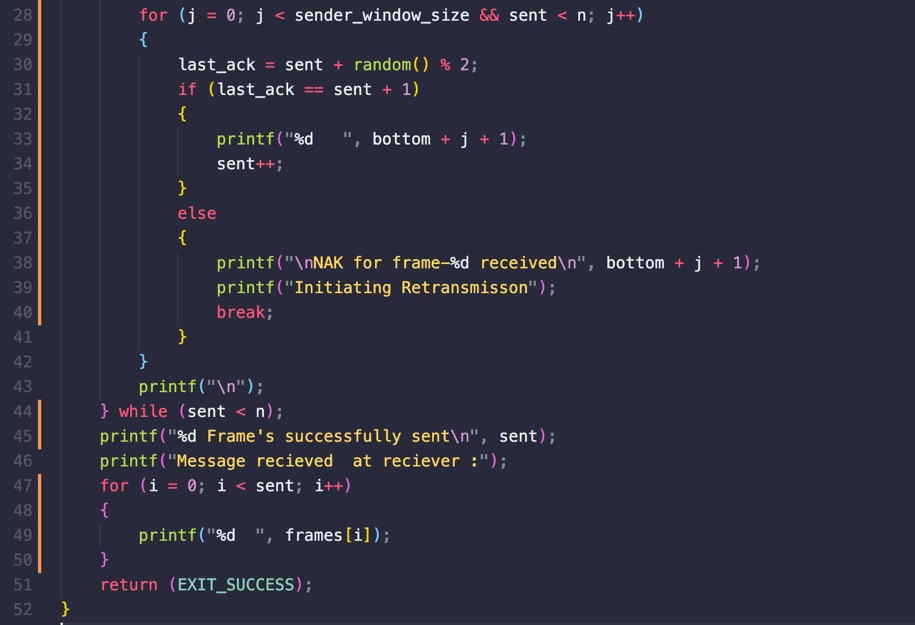 28 for (j = 0; j < sender_window_size && sent < n; j++)
29 {
30 last_ack = sent + random() % 2;
31 if (last_ack == sent + 1)
32 {
33 printf("%d   ", bottom + j + 1);
34 sent++;
35 }
36 else
37 {
38 printf("\nNAK for frame-%d received\n", bottom + j + 1);
39 printf("Initiating Retransmisson");
40 break;
41 }
42 }
43 printf("\n");
44 } while (sent < n);
45 printf("%d Frame's successfully sent\n", sent);
46 printf("Message recieved  at reciever :");
47 for (i = 0; i < sent; i++)
48 {
49 printf("%d  ", frames[i]);
50 }
51 return (EXIT_SUCCESS);
52 }